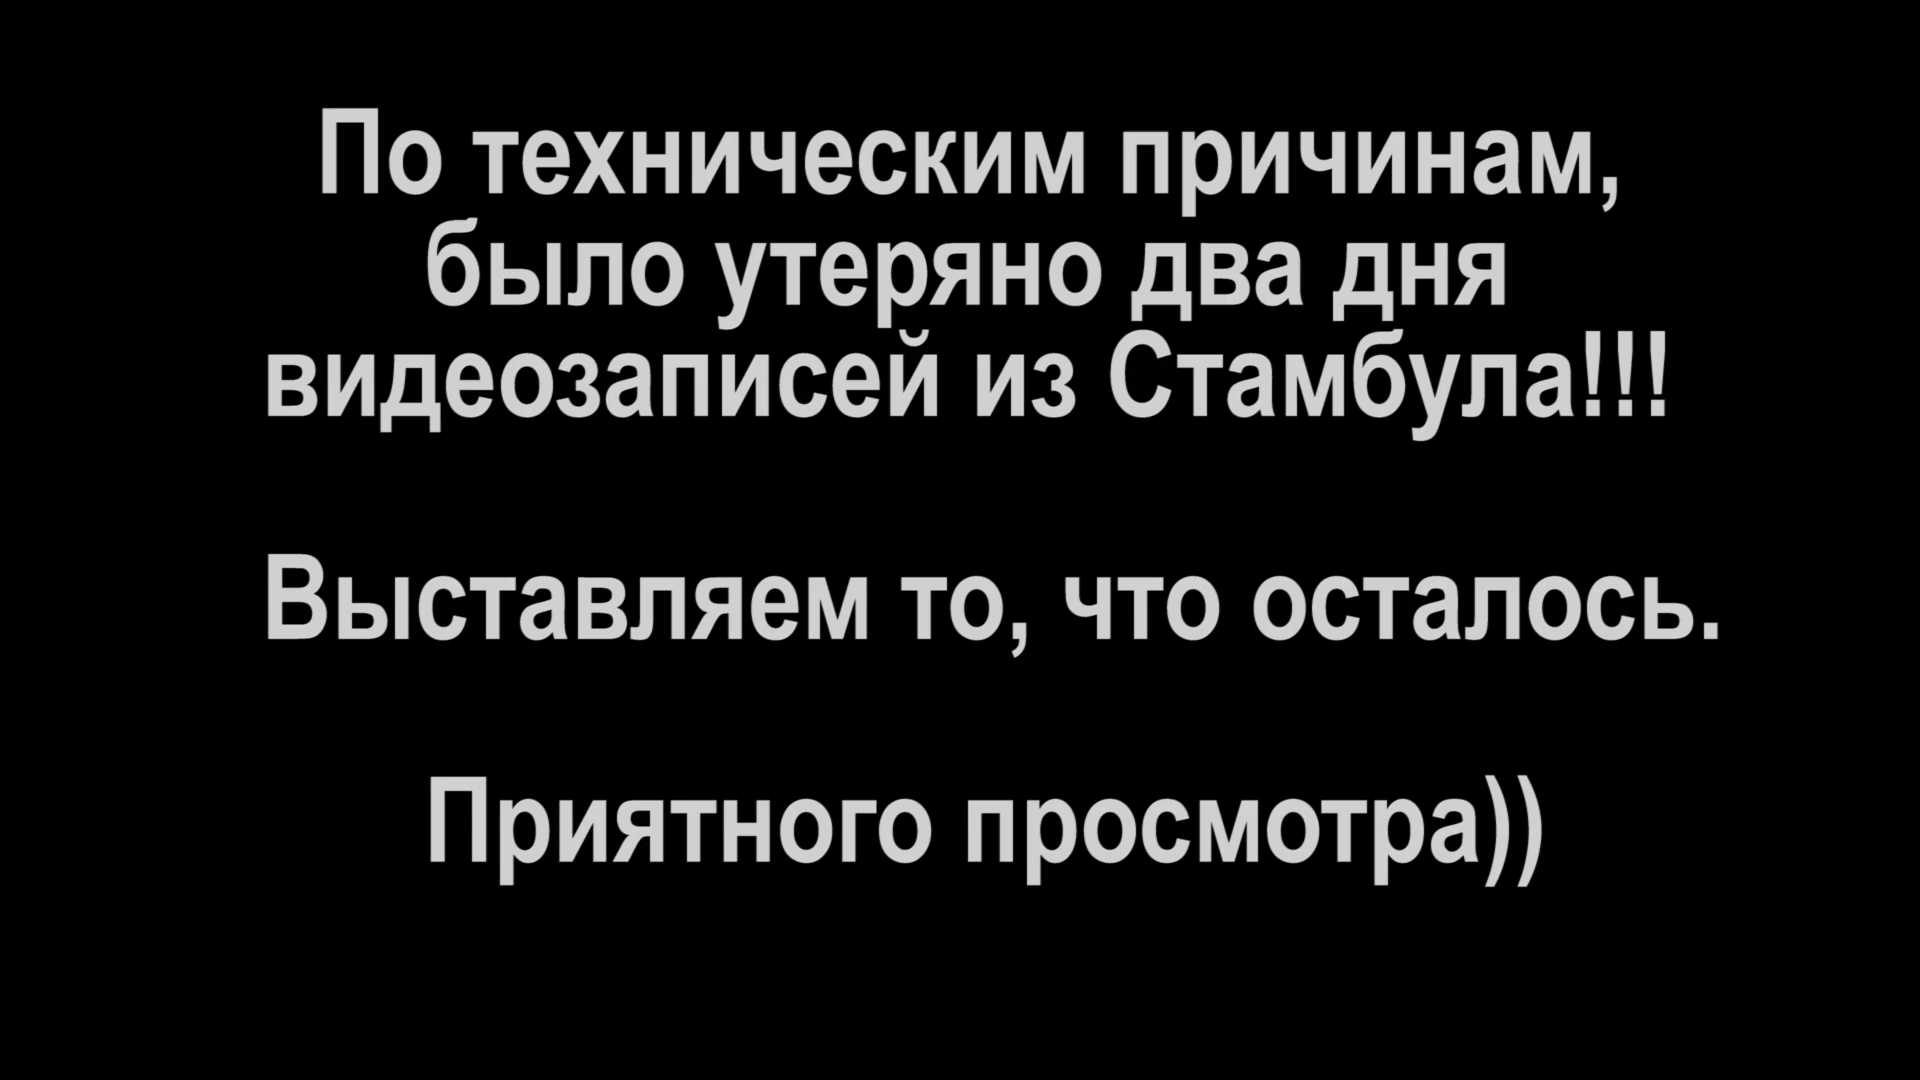 По техническим причинам,
было утеряно два дня
видеозаписей из Стамбула!!!
Выставляем то, что осталось.
Приятного просмотра))